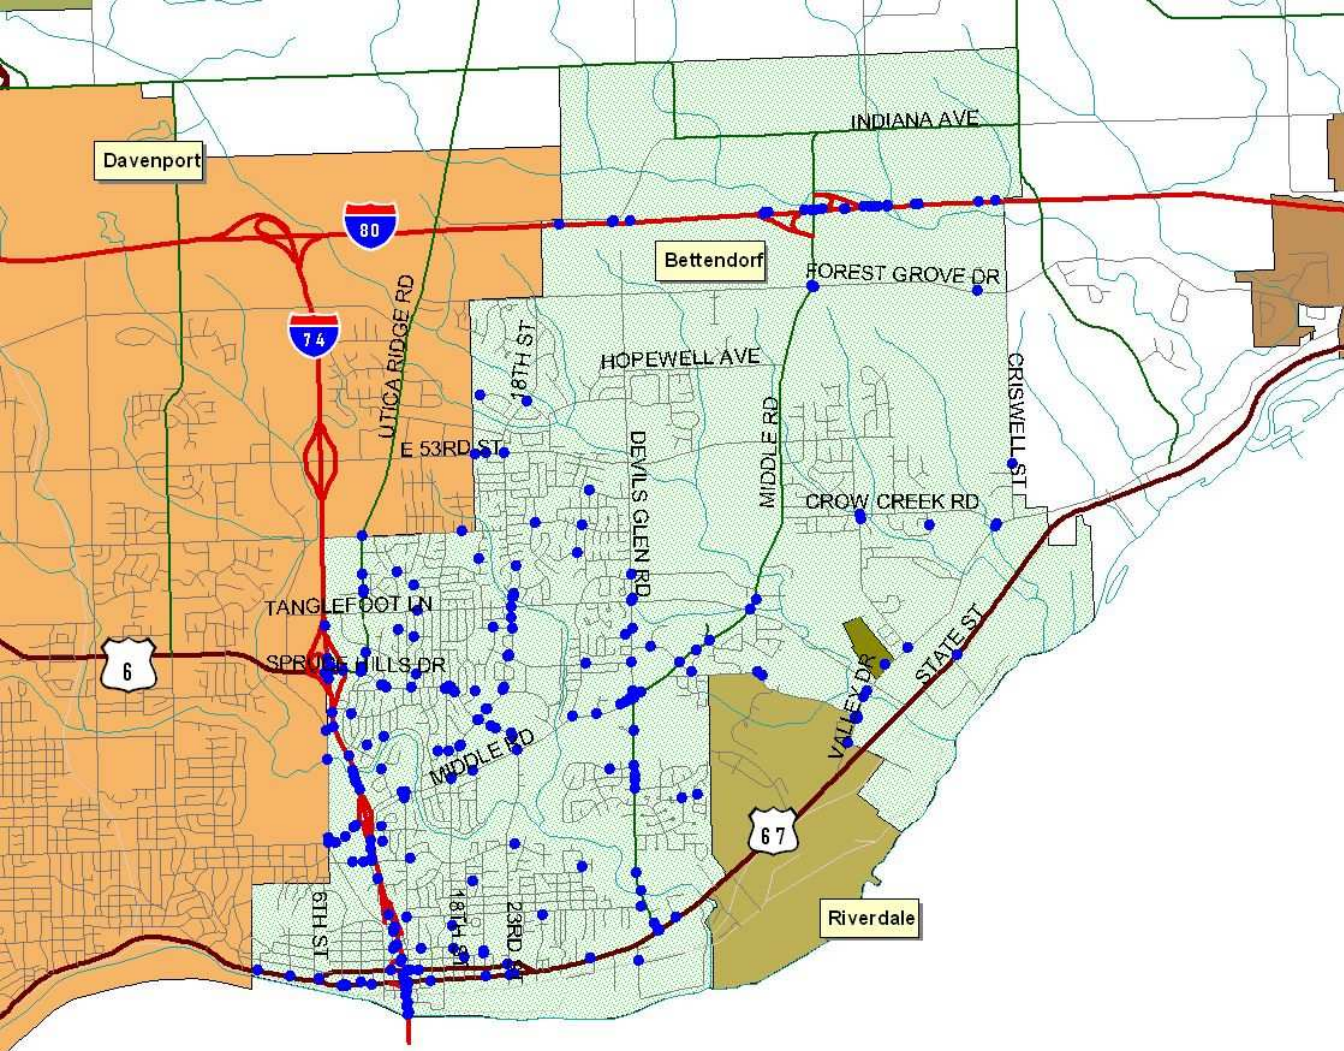 INDIANA AVE
Davenport
80
Bettendorf
FOREST GROVE DR
74
UTICA RIDGE RD
18TH ST
HOPEWELL AVE
CRISWELL ST
E 53RD ST
DEVILS GLEN RD
MIDDLE RD
CROW CREEK RD
TANGLEFOOT LN
6
SPRUCE HILLS DR
STATE ST
VALLEY DR
MIDDLE RD
67
6TH ST
18TH ST
23RD ST
Riverdale